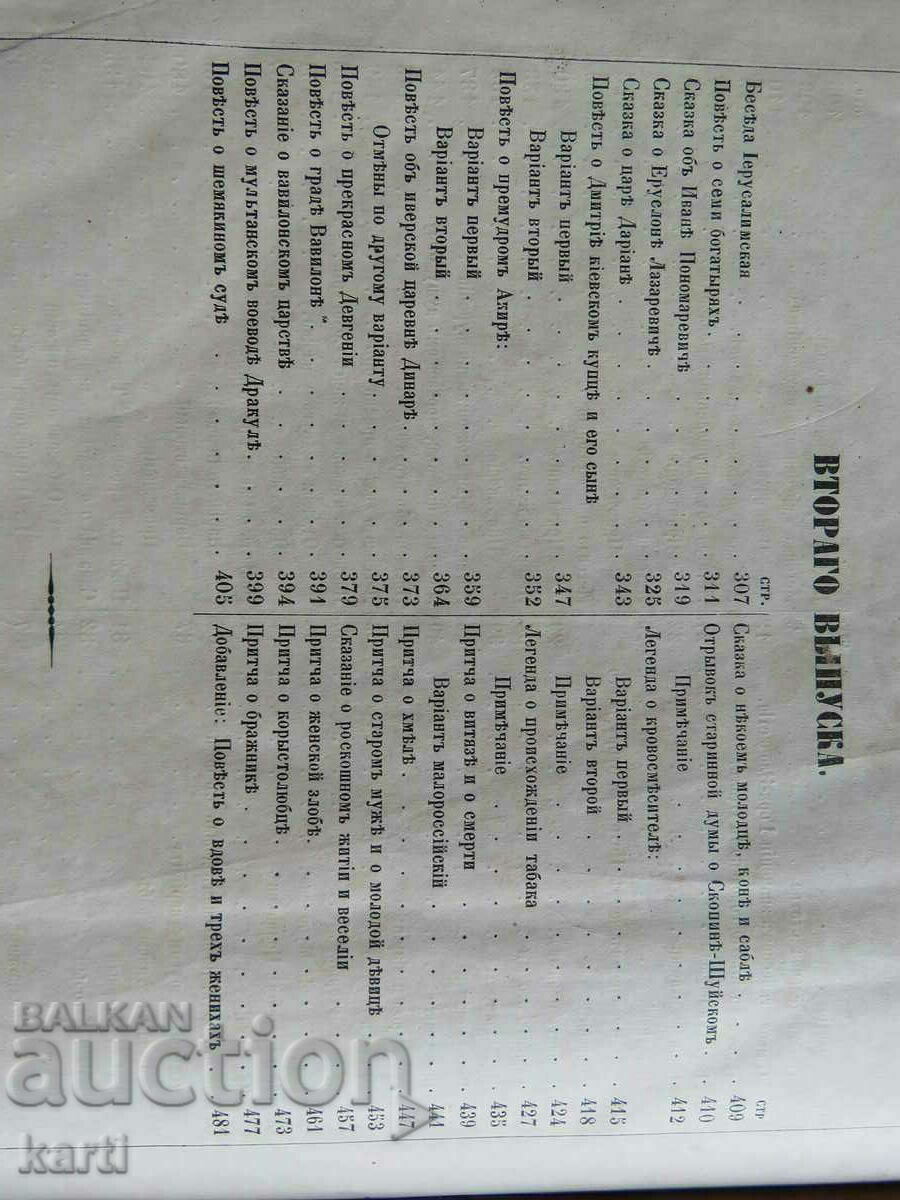 ВТОРАГО ВЫПУСКА.
СТР.
Бесѣда Іерусалимская . . . . . . . 307
Повѣсть о семи богатыряхъ . . . . . . 311
Сказка объ Иванѣ Пономаревичѣ . . . . 319
Сказка о Еруслонѣ Лазаревичѣ . . . . . 325
Сказка о царѣ Даріанѣ . . . . . . . 343
Повѣсть о Дмитріѣ кіевскомъ купцѣ и его сынѣ
Варіантъ первый . . . . . . . 347
Варіантъ вторый . . . . . . . 352
Повѣсть о премудромъ Акирѣ:
Варіантъ первый . . . . . . . 359
Варіантъ вторый . . . . . . . 364
Повѣсть объ иверской царевнѣ Динарѣ . . . . 373
Отмѣны по другому варіанту . . . . . 375
Повѣсть о прекрасномъ Девгеніи . . . . . 379
Повѣсть о градѣ Вавилонѣ . . . . . . 391
Сказаніе о вавилонскомъ царствѣ . . . . . 394
Повѣсть о мультанскомъ воеводѣ Дракулѣ . . . 399
Повѣсть о шемякиномъ судѣ . . . . . . 405
СТР
Сказка о нѣкоемъ молодцѣ, конѣ и саблѣ . . 409
Отрывокъ старинной думы о Скопинѣ-Шуйскомъ . 410
Примѣчаніе . . . . . . . 412
Легенда о кровосмѣсителѣ:
Варіантъ первый . . . . . . . 415
Варіантъ второй . . . . . . . 418
Примѣчаніе . . . . . . . 424
Легенда о происхожденіи табака . . . . . 427
Примѣчаніе . . . . . . . 435
Притча о витязѣ и о смерти . . . . . 439
Варіантъ малороссійскій . . . . . 441
Притча о хмѣлѣ . . . . . . . 447
Притча о старомъ мужѣ и о молодой дѣвицѣ . . 453
Сказаніе о роскошномъ житіи и веселіи . . . 457
Притча о женской злобѣ . . . . . . 461
Притча о корыстолюбцѣ . . . . . . 473
Притча о бражникѣ . . . . . . . 477
Добавленіе: Повѣсть о вдовѣ и трехъ женихахъ . . 481
BALKAN
auction
karti